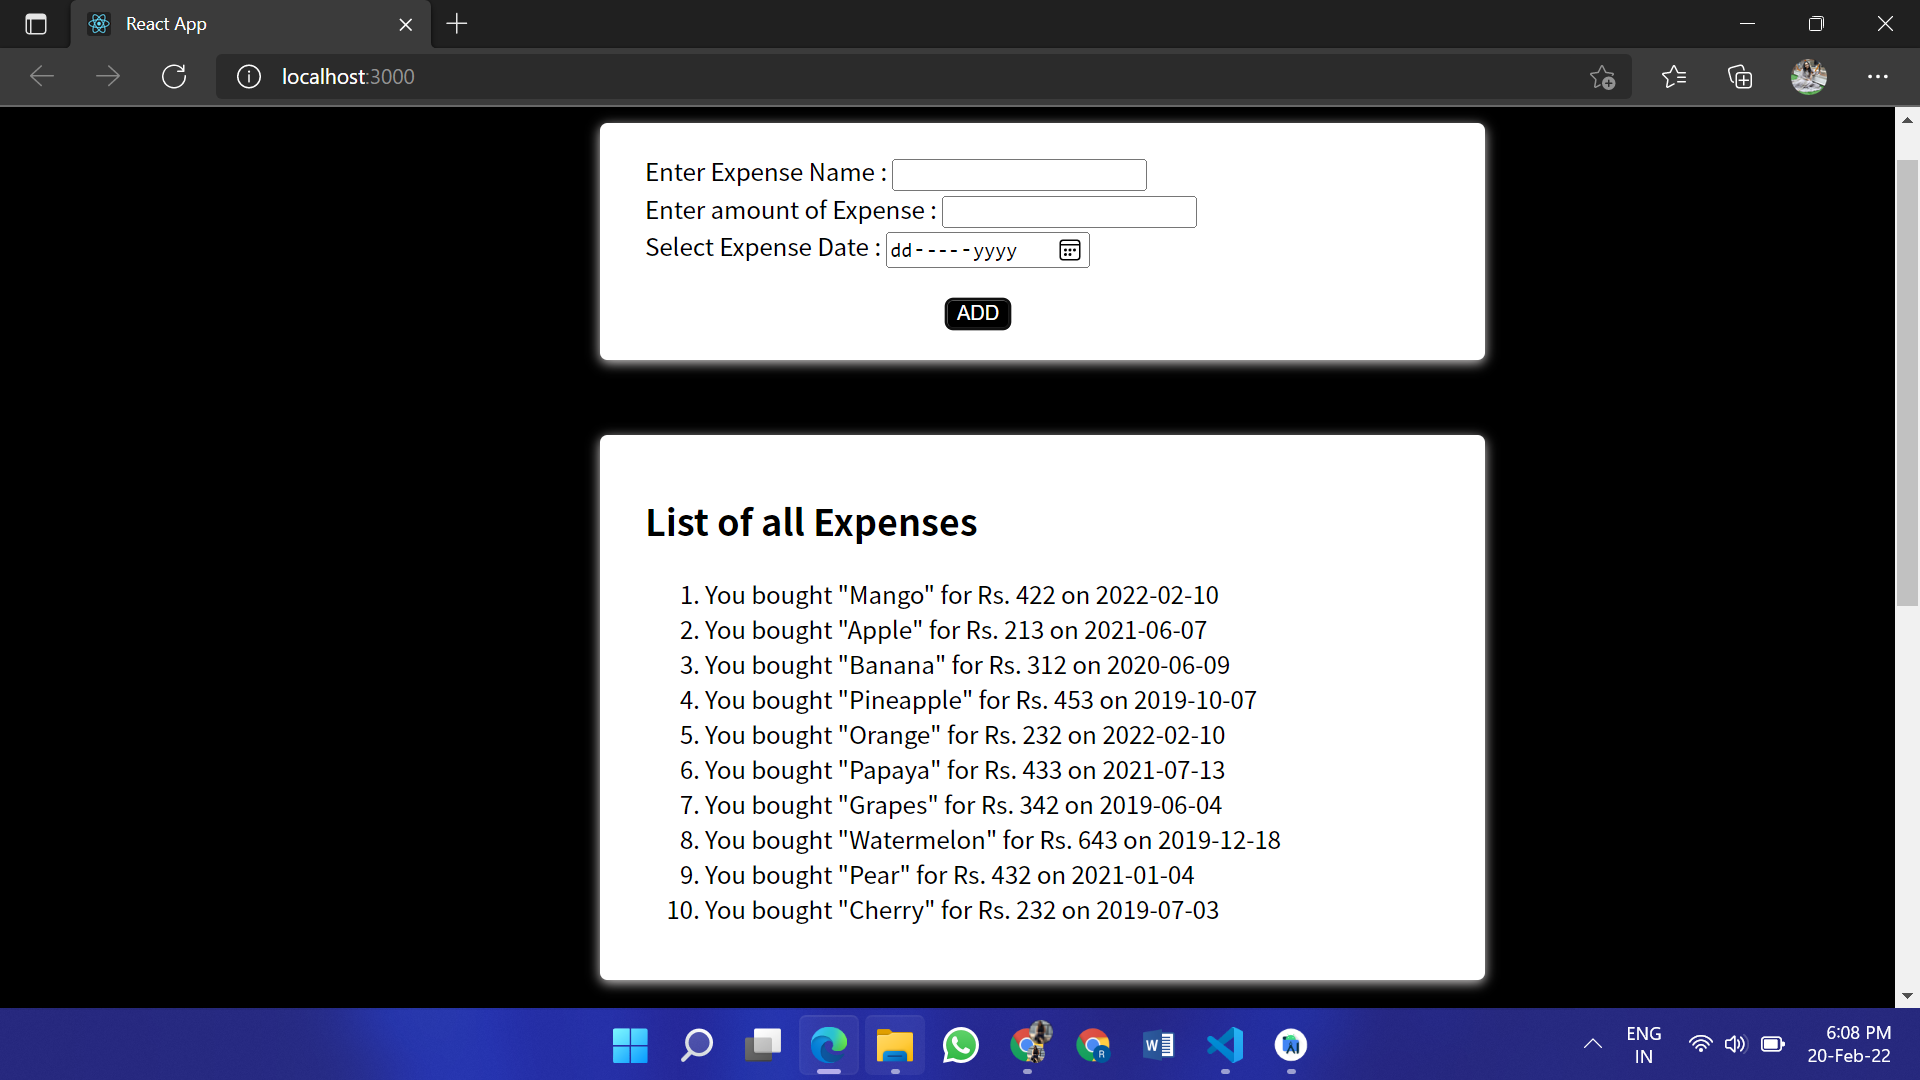 React App
localhost:3000
Enter Expense Name :
Enter amount of Expense :
Select Expense Date : dd-----yyyy
ADD
List of all Expenses
1. You bought "Mango" for Rs. 422 on 2022-02-10
2. You bought "Apple" for Rs. 213 on 2021-06-07
3. You bought "Banana" for Rs. 312 on 2020-06-09
4. You bought "Pineapple" for Rs. 453 on 2019-10-07
5. You bought "Orange" for Rs. 232 on 2022-02-10
6. You bought "Papaya" for Rs. 433 on 2021-07-13
7. You bought "Grapes" for Rs. 342 on 2019-06-04
8. You bought "Watermelon" for Rs. 643 on 2019-12-18
9. You bought "Pear" for Rs. 432 on 2021-01-04
10. You bought "Cherry" for Rs. 232 on 2019-07-03
R
W
ENG
IN
6:08 PM
20-Feb-22